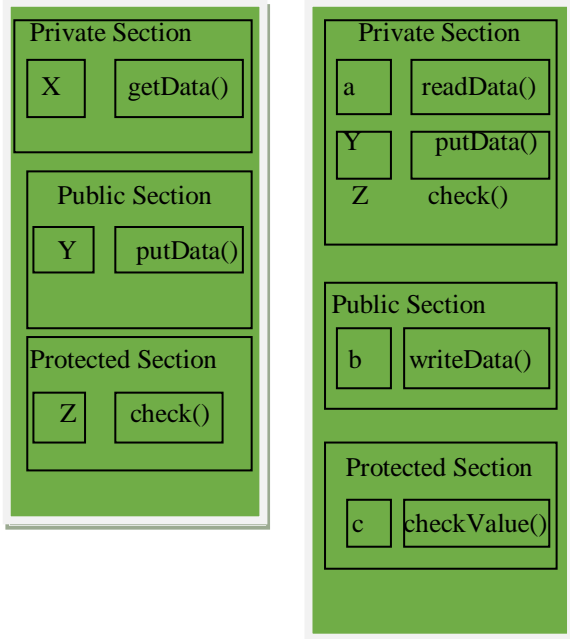 Private Section
X getData()
Public Section
Y putData()
Protected Section
Z check()
Private Section
a readData()
Y putData()
Z check()
Public Section
b writeData()
Protected Section
c checkValue()